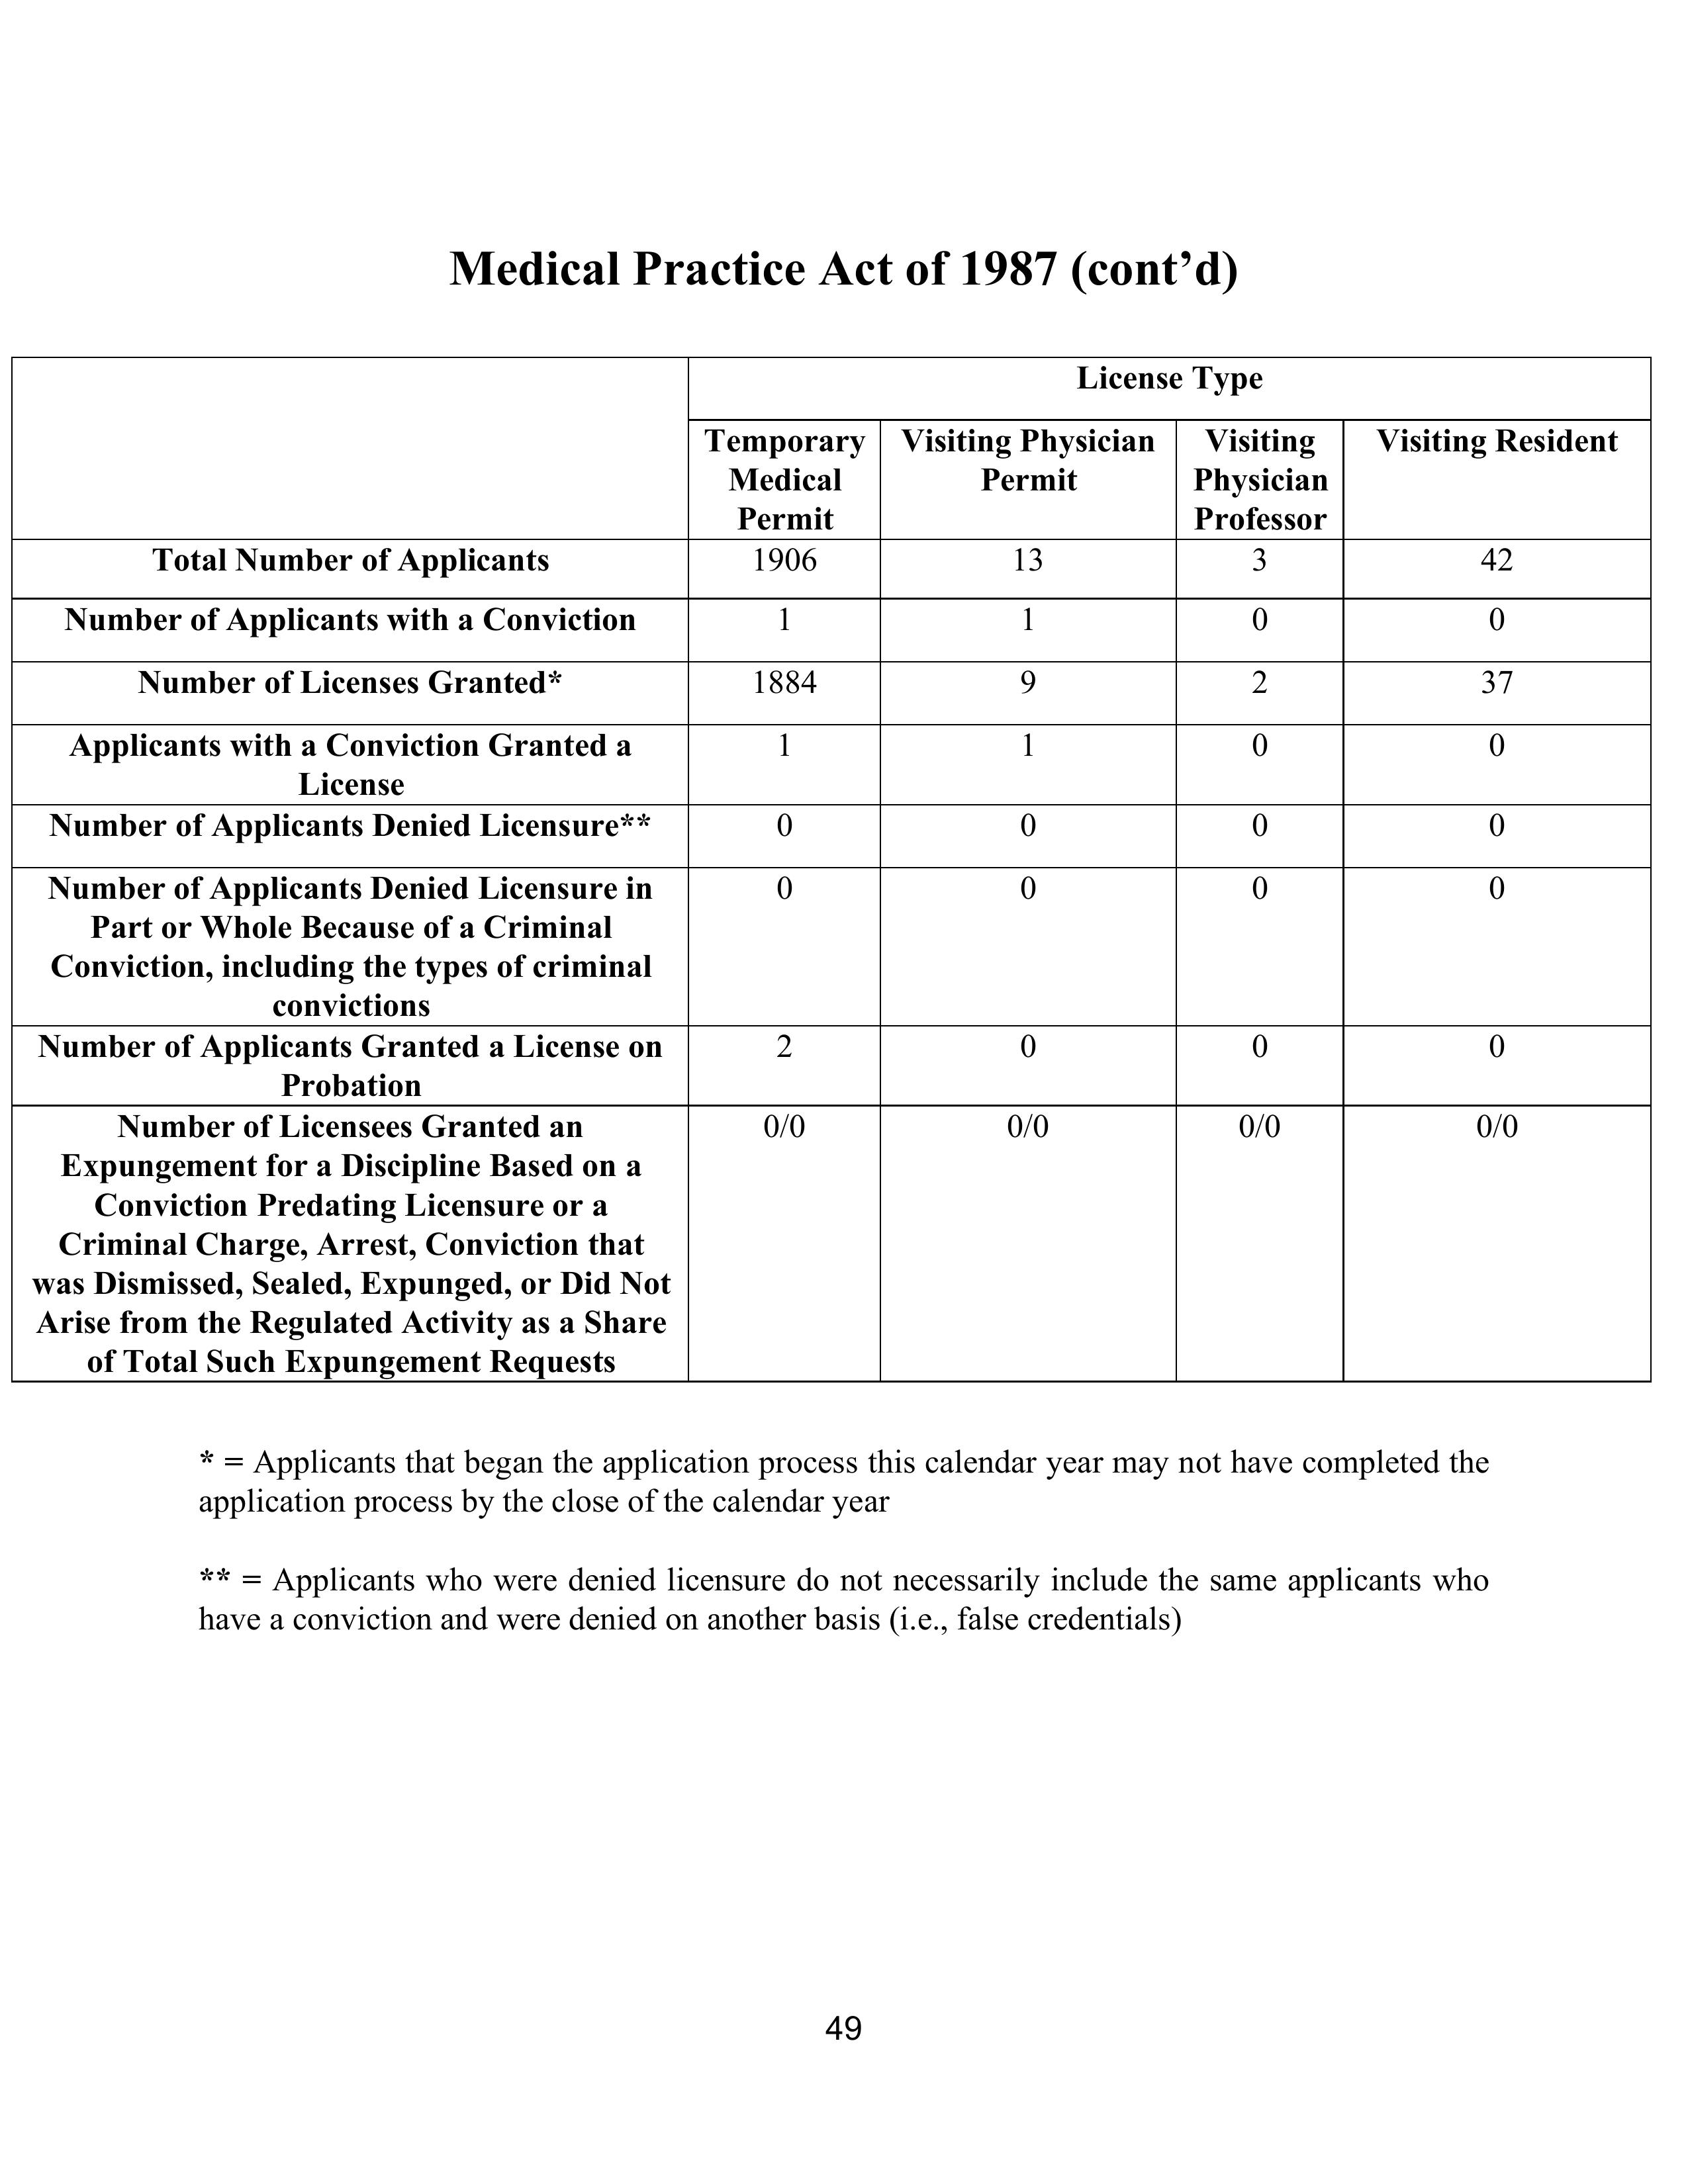 Medical Practice Act of 1987 (cont’d)
License Type
Temporary
Medical
Permit
Visiting Physician
Permit
Visiting
Physician
Professor
Visiting Resident
Total Number of Applicants 1906 13 3 42
Number of Applicants with a Conviction 1 1 0 0
Number of Licenses Granted* 1884 9 2 37
Applicants with a Conviction Granted a 1 1 0 0
License
Number of Applicants Denied Licensure** 0 0 0 0
Number of Applicants Denied Licensure in 0 0 0 0
Part or Whole Because of a Criminal
Conviction, including the types of criminal
convictions
Number of Applicants Granted a License on 2 0 0 0
Probation
Number of Licensees Granted an 0/0 0/0 0/0 0/0
Expungement for a Discipline Based on a
Conviction Predating Licensure or a
Criminal Charge, Arrest, Conviction that
was Dismissed, Sealed, Expunged, or Did Not
Arise from the Regulated Activity as a Share
of Total Such Expungement Requests
* = Applicants that began the application process this calendar year may not have completed the
application process by the close of the calendar year
** = Applicants who were denied licensure do not necessarily include the same applicants who
have a conviction and were denied on another basis (i.e., false credentials)
49